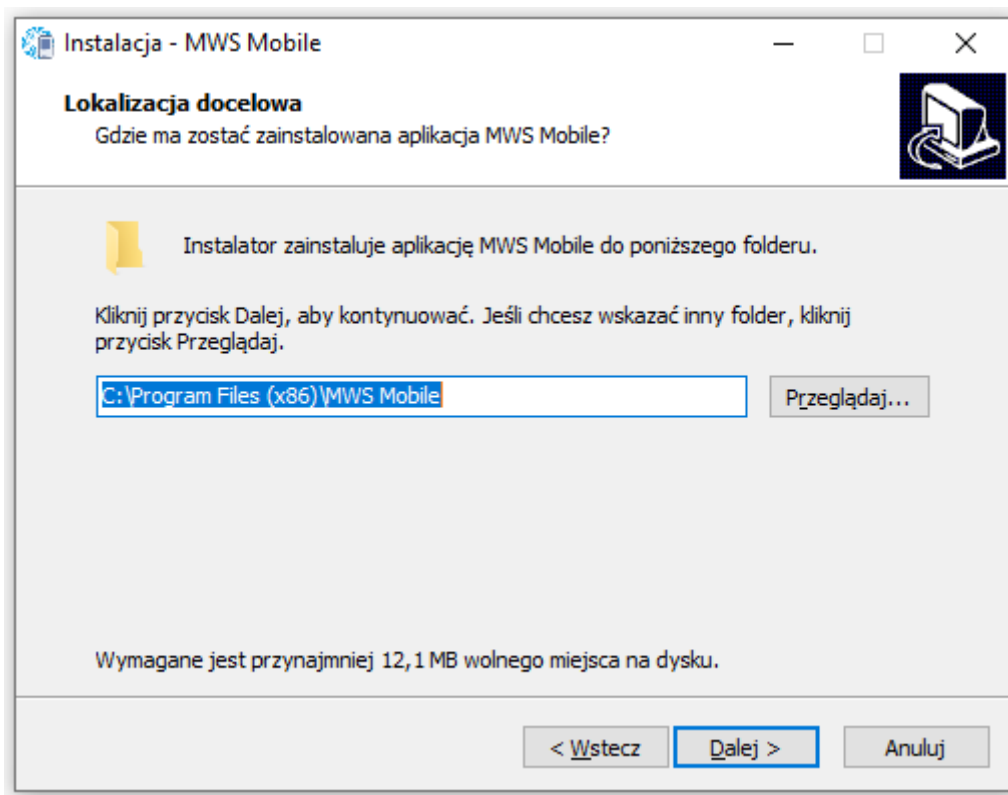 Instalacja - MWS Mobile
Lokalizacja docelowa
Gdzie ma zostać zainstalowana aplikacja MWS Mobile?
Instalator zainstaluje aplikację MWS Mobile do poniższego folderu.
Kliknij przycisk Dalej, aby kontynuować. Jeśli chcesz wskazać inny folder, kliknij
przycisk Przeglądaj.
C:\Program Files (x86)\MWS Mobile
Przeglądaj...
Wymagane jest przynajmniej 12,1 MB wolnego miejsca na dysku.
< Wstecz
Dalej >
Anuluj